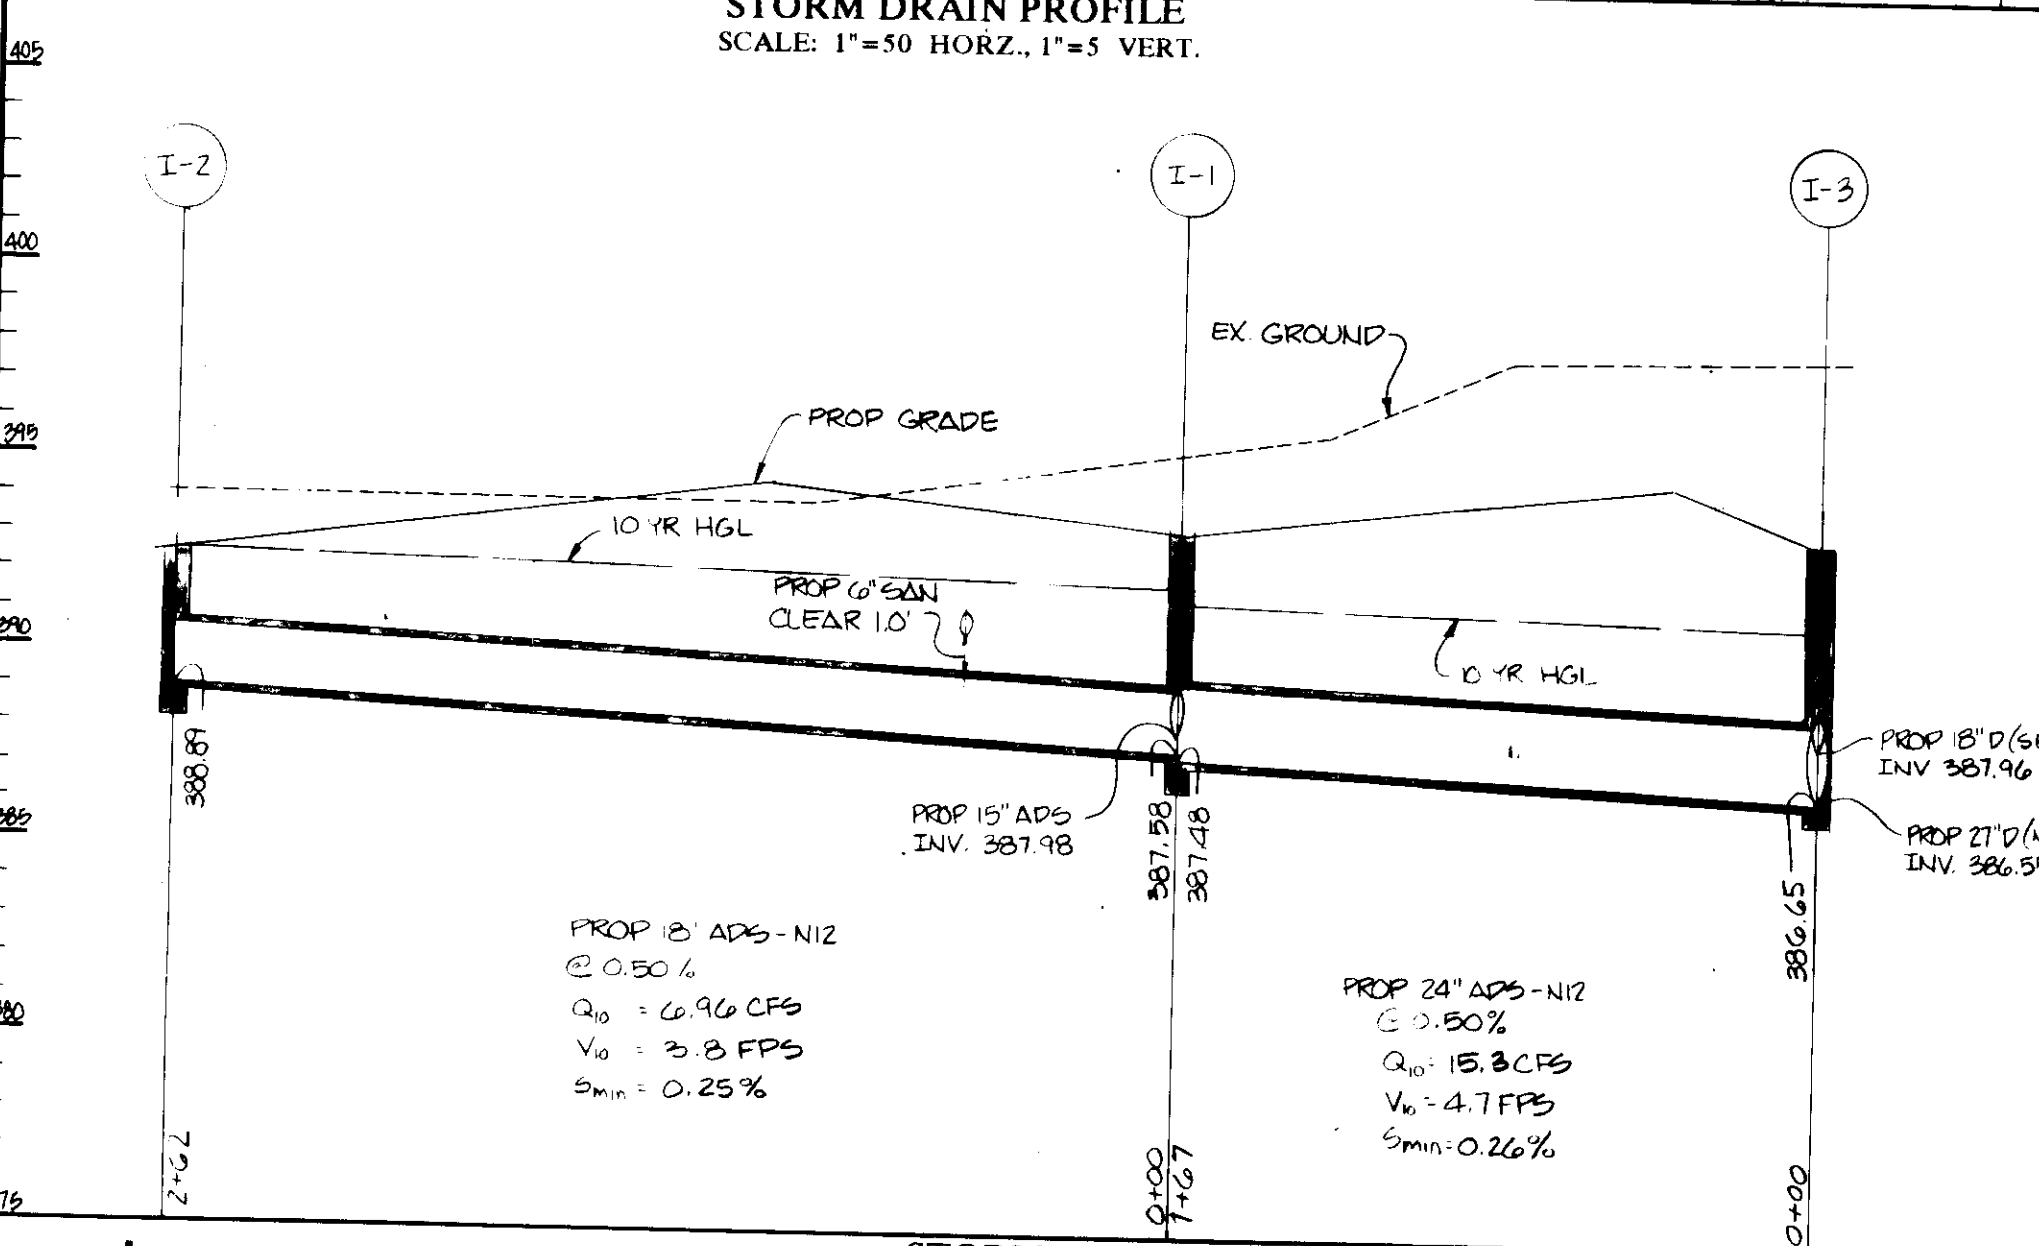 STORM DRAIN PROFILE
SCALE: 1"=50 HORZ., 1"=5 VERT.
405
400
395
390
385
380
75
I-2
I-1
I-3
EX. GROUND
PROP GRADE
10 YR HGL
PROP 6" SAN
CLEAR 1.0'
10 YR HGL
388.89
PROP 15" ADS
INV. 387.98
387.58
387.48
PROP 18" D
INV 387.96
PROP 27" D
INV. 386.5
386.65
PROP 18' ADS-N12
@ 0.50%
Q10 = 6.96 CFS
V10 = 3.8 FPS
Smin = 0.25%
PROP 24" ADS-N12
@ 0.50%
Q10 = 15.3 CFS
V10 = 4.7 FPS
Smin = 0.26%
2+62
0+00
1+67
0+00